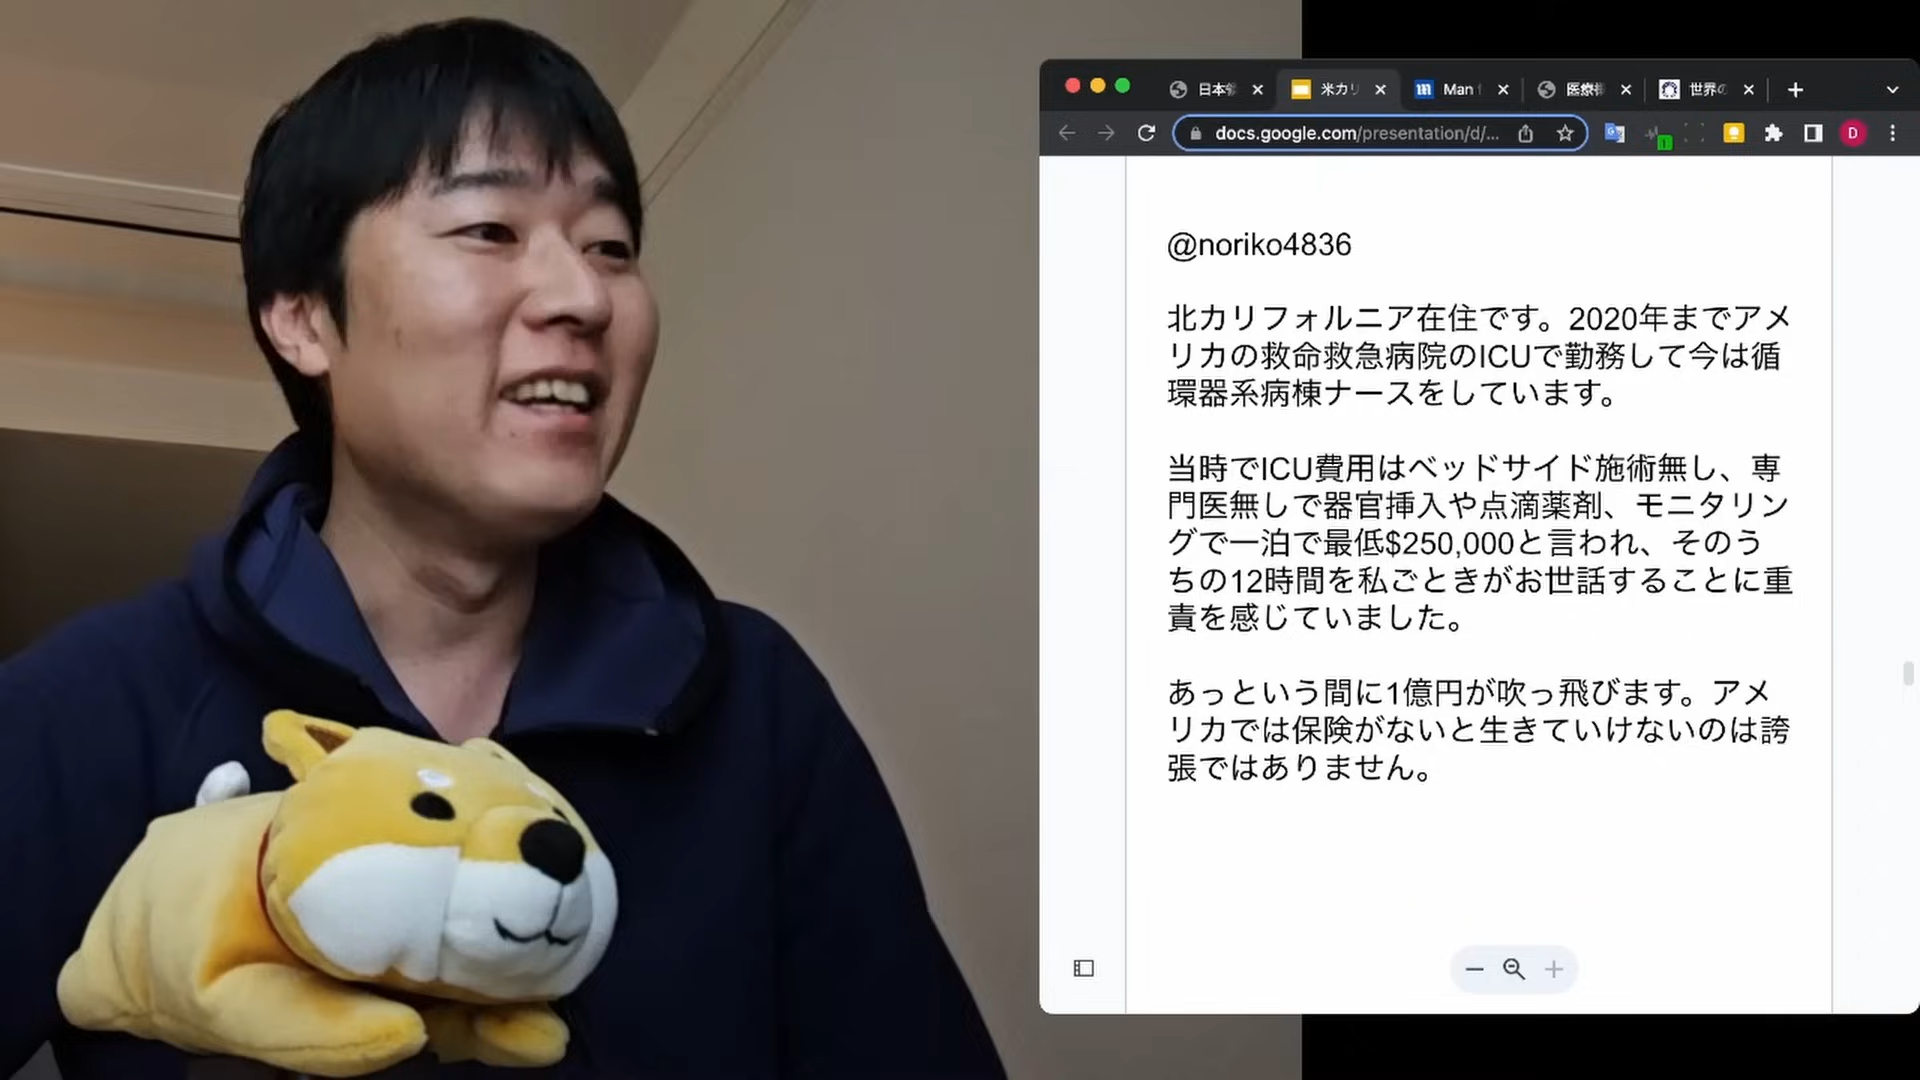 日本
米カリ
Man
医療
世界の
docs.google.com/presentation/d/...
D
@noriko4836
北カリフォルニア在住です。2020年までアメ
リカの救命救急病院のICUで勤務して今は循
環器系病棟ナースをしています。
当時でICU費用はベッドサイド施術無し、専
門医無しで器官挿入や点滴薬剤、モニタリン
グで一泊で最低$250,000と言われ、そのう
ちの12時間を私ごときがお世話することに重
責を感じていました。
あっという間に1億円が吹っ飛びます。アメ
リカでは保険がないと生きていけないのは誇
張ではありません。